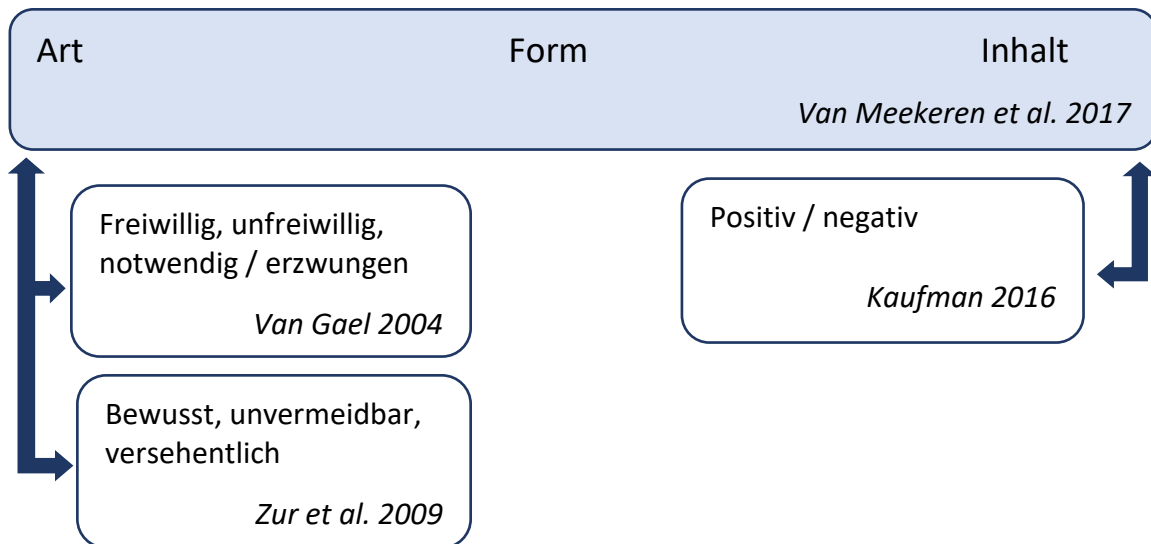 Art Form Inhalt
Van Meekeren et al. 2017
Freiwillig, unfreiwillig,
notwendig / erzwungen
Van Gael 2004
Positiv / negativ
Kaufman 2016
Bewusst, unvermeidbar,
versehentlich
Zur et al. 2009